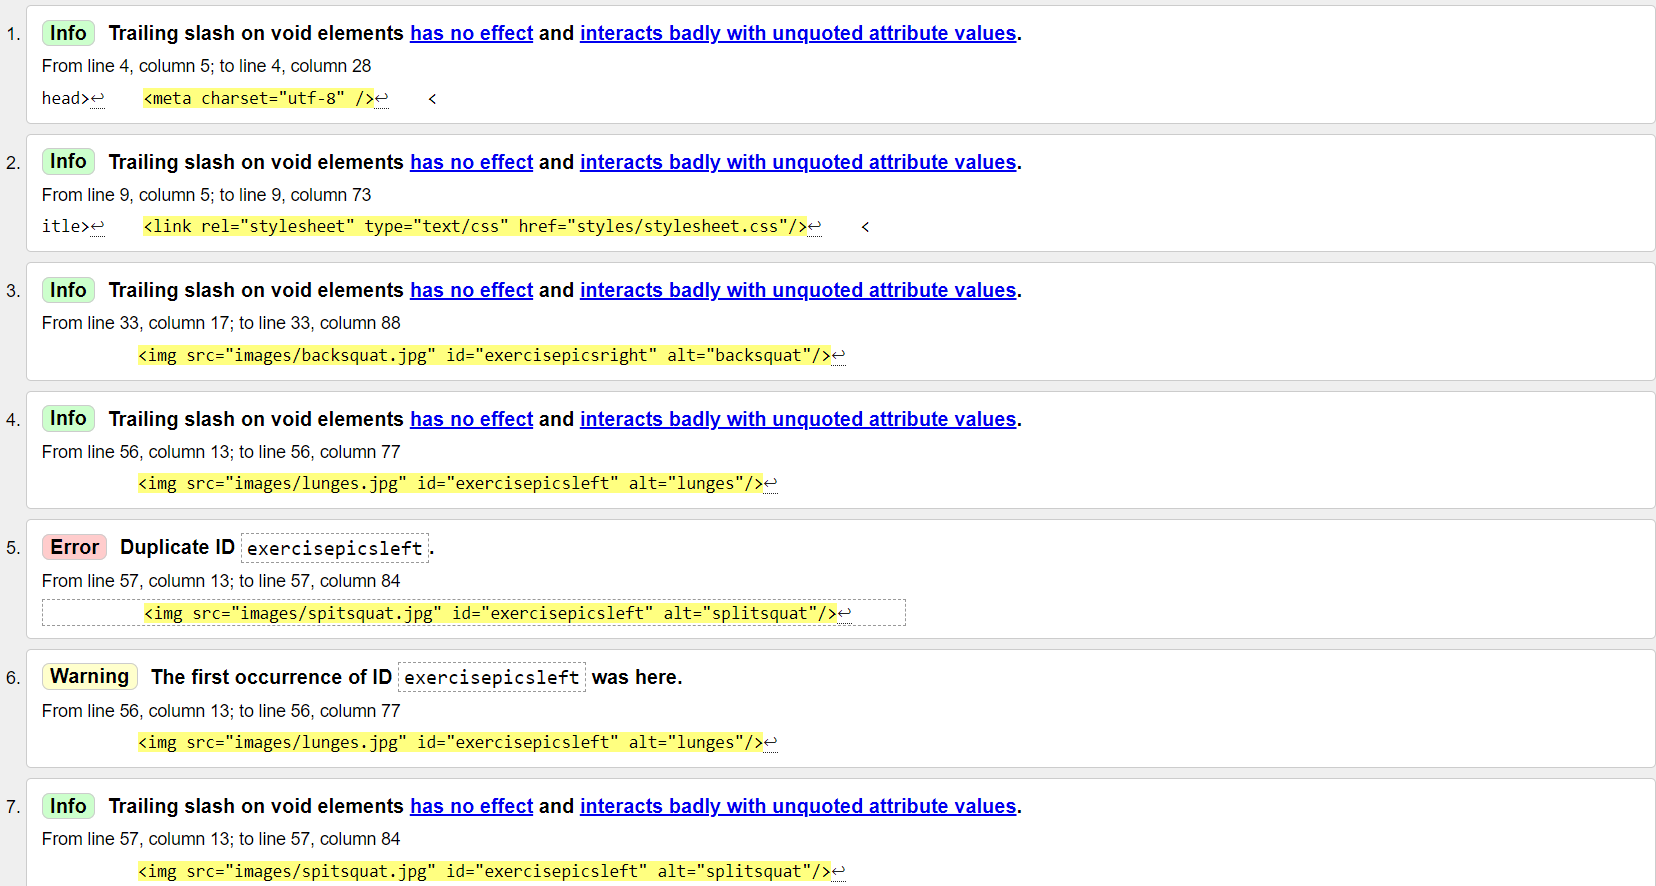 1. Info Trailing slash on void elements has no effect and interacts badly with unquoted attribute values.
From line 4, column 5; to line 4, column 28
head>↩    <meta charset="utf-8" />↩    <
2. Info Trailing slash on void elements has no effect and interacts badly with unquoted attribute values.
From line 9, column 5; to line 9, column 73
itle>↩    <link rel="stylesheet" type="text/css" href="styles/stylesheet.css"/>↩    <
3. Info Trailing slash on void elements has no effect and interacts badly with unquoted attribute values.
From line 33, column 17; to line 33, column 88
<img src="images/backsquat.jpg" id="exercisepicsright" alt="backsquat"/>↩
4. Info Trailing slash on void elements has no effect and interacts badly with unquoted attribute values.
From line 56, column 13; to line 56, column 77
<img src="images/lunges.jpg" id="exercisepicsleft" alt="lunges"/>↩
5. Error Duplicate ID exercisepicsleft.
From line 57, column 13; to line 57, column 84
<img src="images/spitsquat.jpg" id="exercisepicsleft" alt="splitsquat"/>↩
6. Warning The first occurrence of ID exercisepicsleft was here.
From line 56, column 13; to line 56, column 77
<img src="images/lunges.jpg" id="exercisepicsleft" alt="lunges"/>↩
7. Info Trailing slash on void elements has no effect and interacts badly with unquoted attribute values.
From line 57, column 13; to line 57, column 84
<img src="images/spitsquat.jpg" id="exercisepicsleft" alt="splitsquat"/>↩